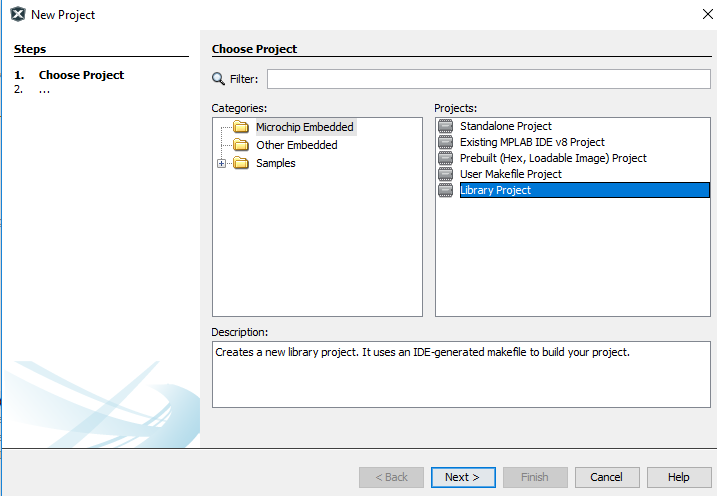 New Project
Steps
1. Choose Project
2. ...
Choose Project
Filter:
Categories:
Microchip Embedded
Other Embedded
Samples
Projects:
Standalone Project
Existing MPLAB IDE v8 Project
Prebuilt (Hex, Loadable Image) Project
User Makefile Project
Library Project
Description:
Creates a new library project. It uses an IDE-generated makefile to build your project.
< Back
Next >
Finish
Cancel
Help